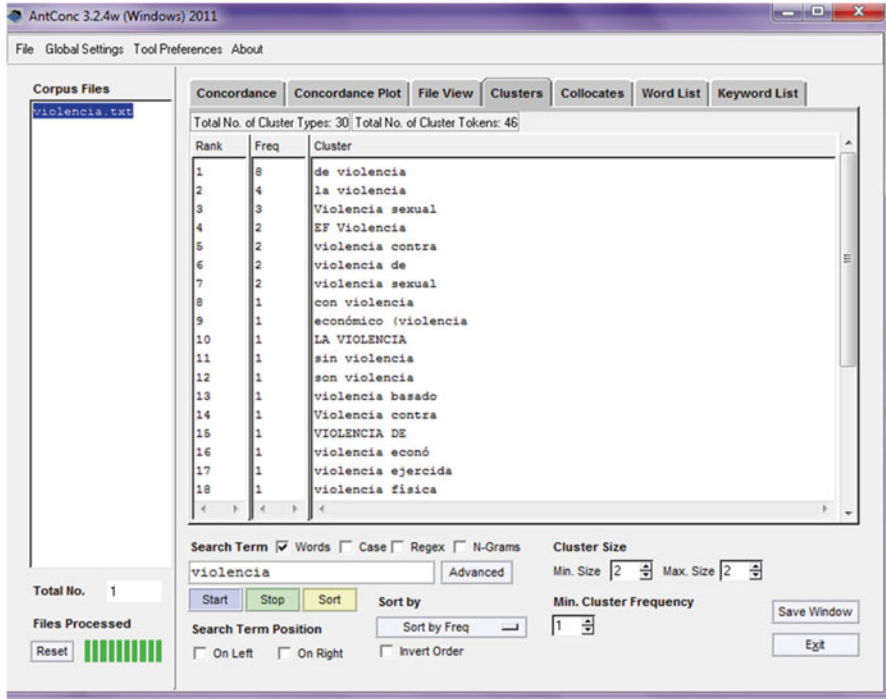 AntConc 3.2.4w (Windows) 2011
File Global Settings Tool Preferences About
Corpus Files
violencia.txt
Concordance Concordance Plot File View Clusters Collocates Word List Keyword List
Total No. of Cluster Types: 30 Total No. of Cluster Tokens: 46
Rank Freq Cluster
1 8 de violencia
2 4 la violencia
3 3 Violencia sexual
4 2 EF Violencia
5 2 violencia contra
6 2 violencia de
7 2 violencia sexual
8 1 con violencia
9 1 económico (violencia
10 1 LA VIOLENCIA
11 1 sin violencia
12 1 son violencia
13 1 violencia basado
14 1 Violencia contra
15 1 VIOLENCIA DE
16 1 violencia econó
17 1 violencia ejercida
18 1 violencia física
Search Term Words Case Regex N-Grams
Cluster Size
violencia Advanced
Min. Size 2 Max. Size 2
Total No. 1
Start Stop Sort
Sort by
Min. Cluster Frequency
Files Processed
Search Term Position
Sort by Freq
1
Save Window
Reset
On Left On Right
Invert Order
Exit